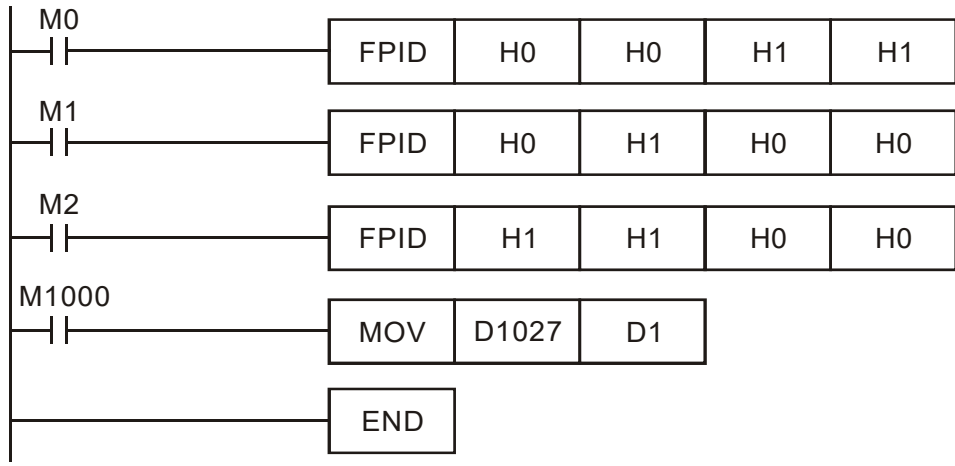 M0
FPID H0 H0 H1 H1
M1
FPID H0 H1 H0 H0
M2
FPID H1 H1 H0 H0
M1000
MOV D1027 D1
END